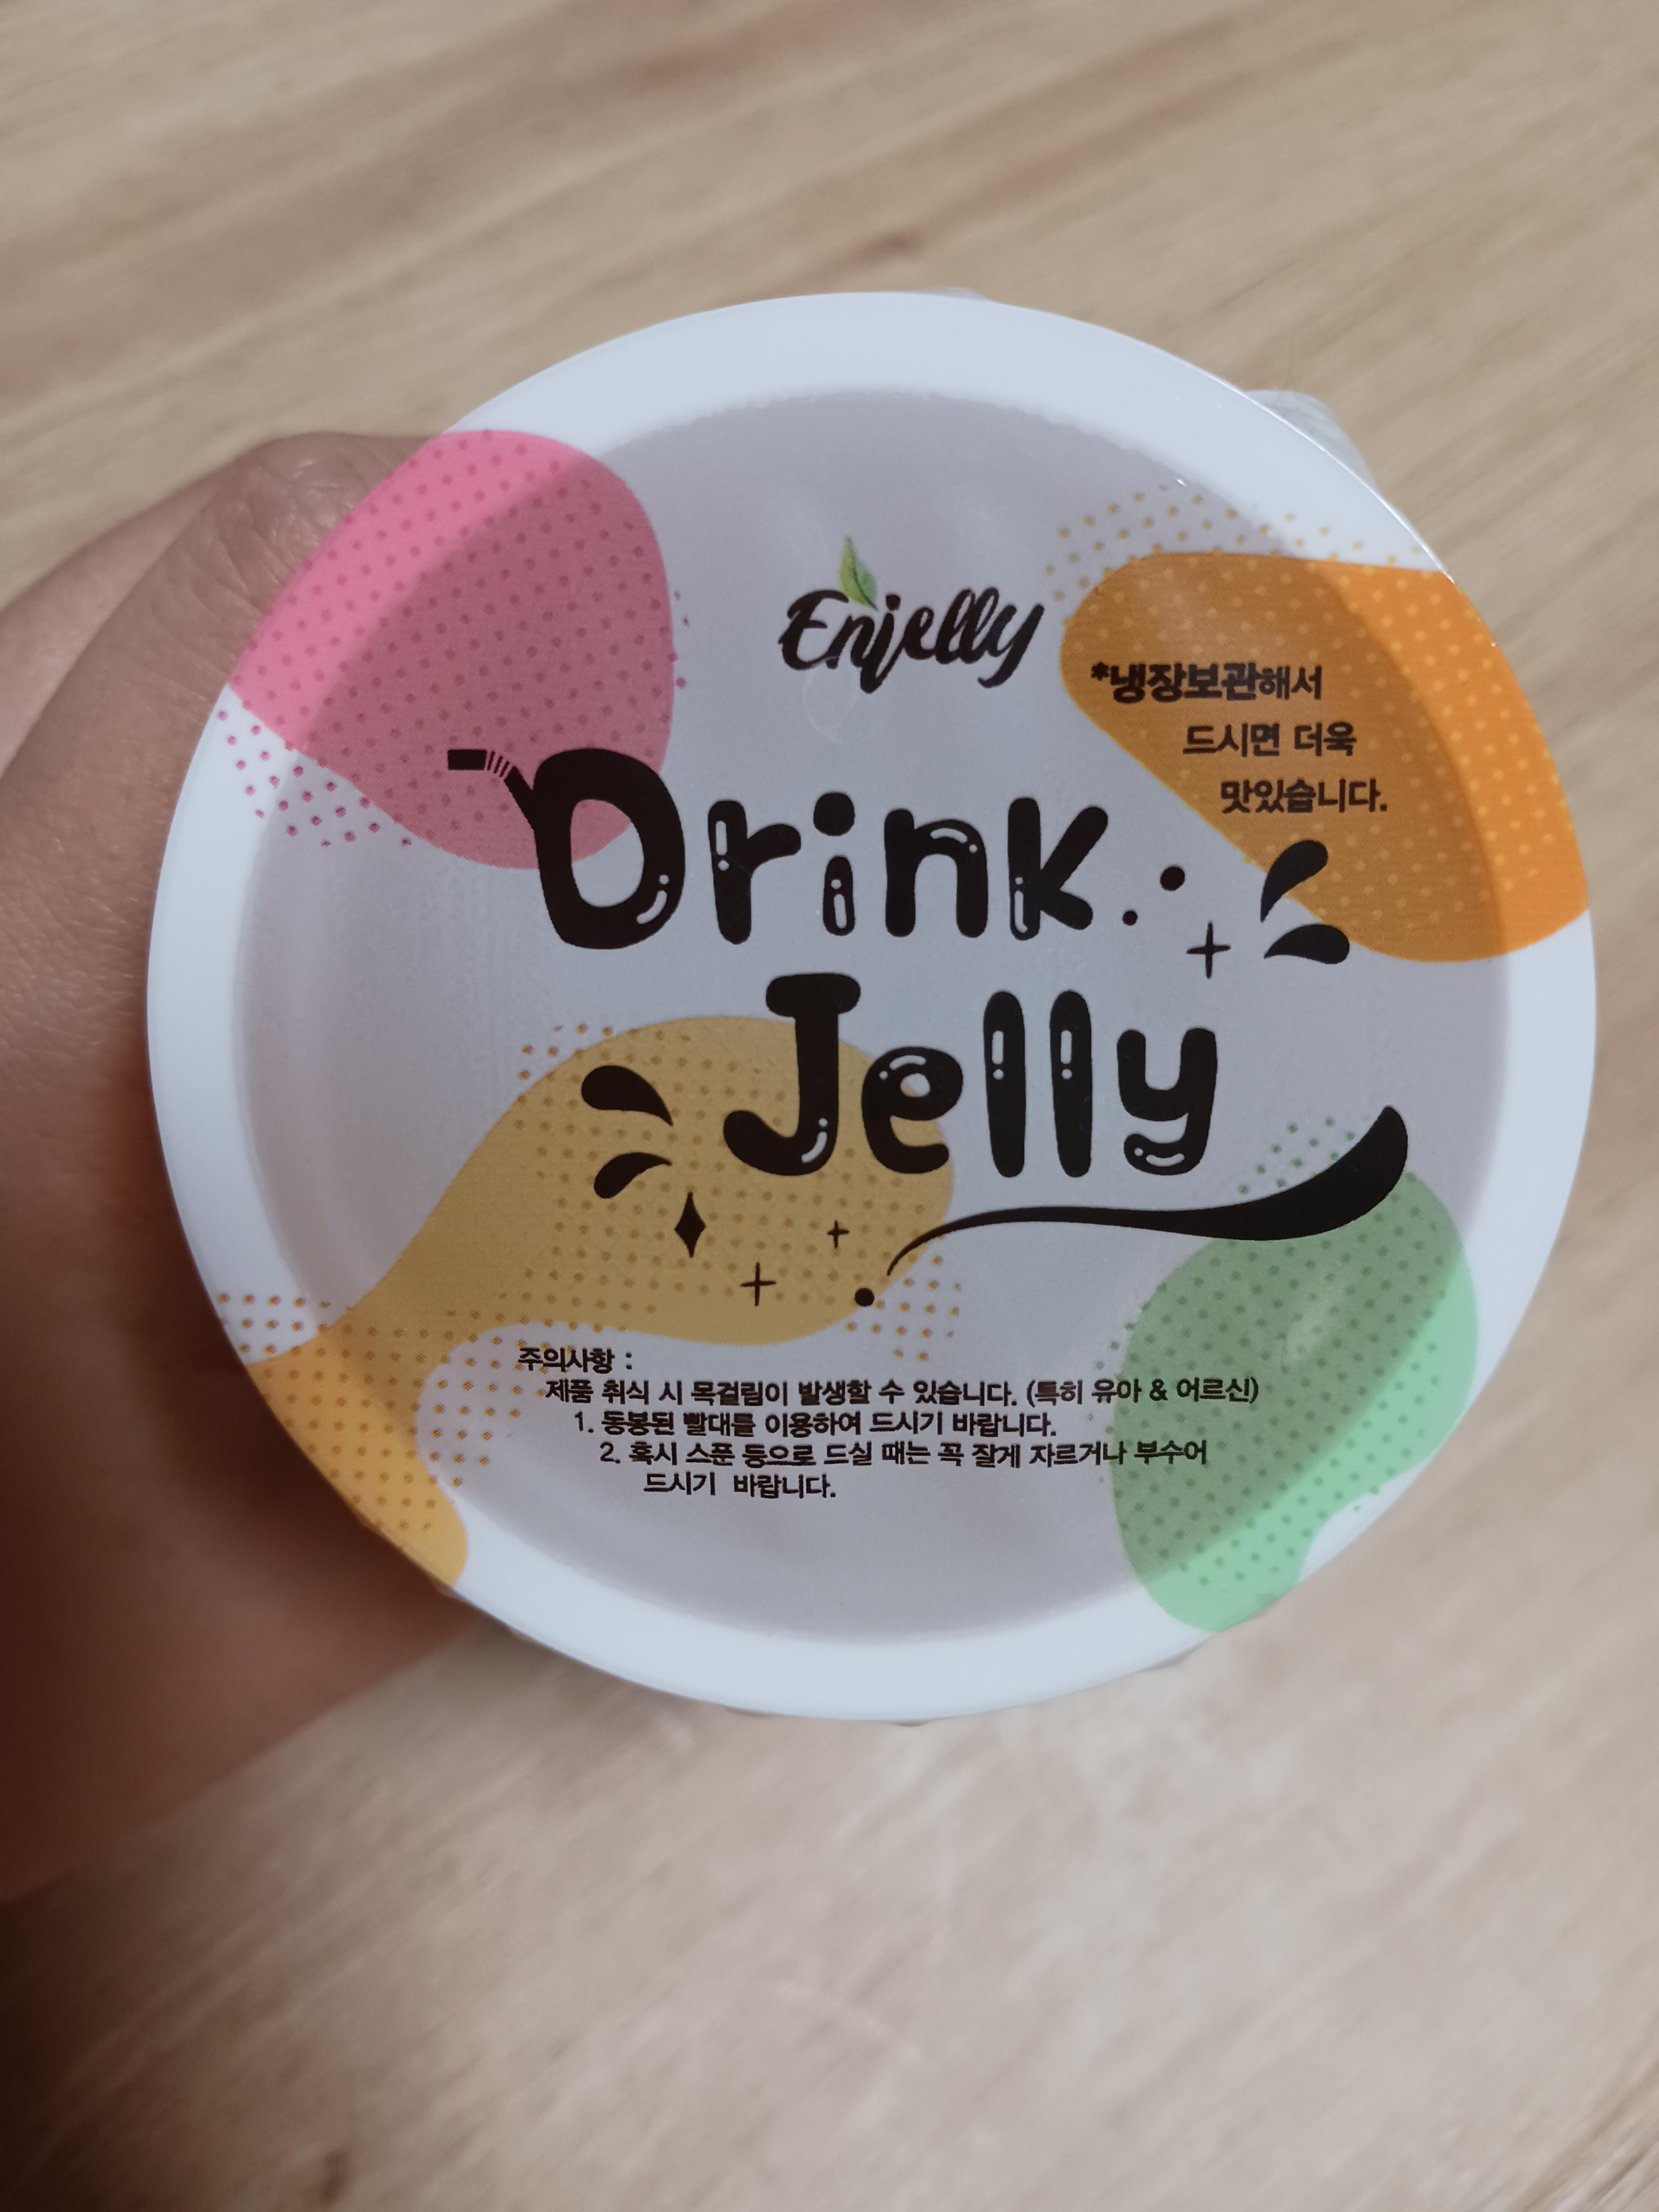 Enjelly
*냉장보관해서
드시면 더욱
맛있습니다.
Drink
Jelly
주의사항 :
제품 취식 시 목걸림이 발생할 수 있습니다. (특히 유아 & 어르신)
1. 동봉된 빨대를 이용하여 드시기 바랍니다.
2. 혹시 스푼 등으로 드실 때는 꼭 잘게 자르거나 부수어
드시기 바랍니다.